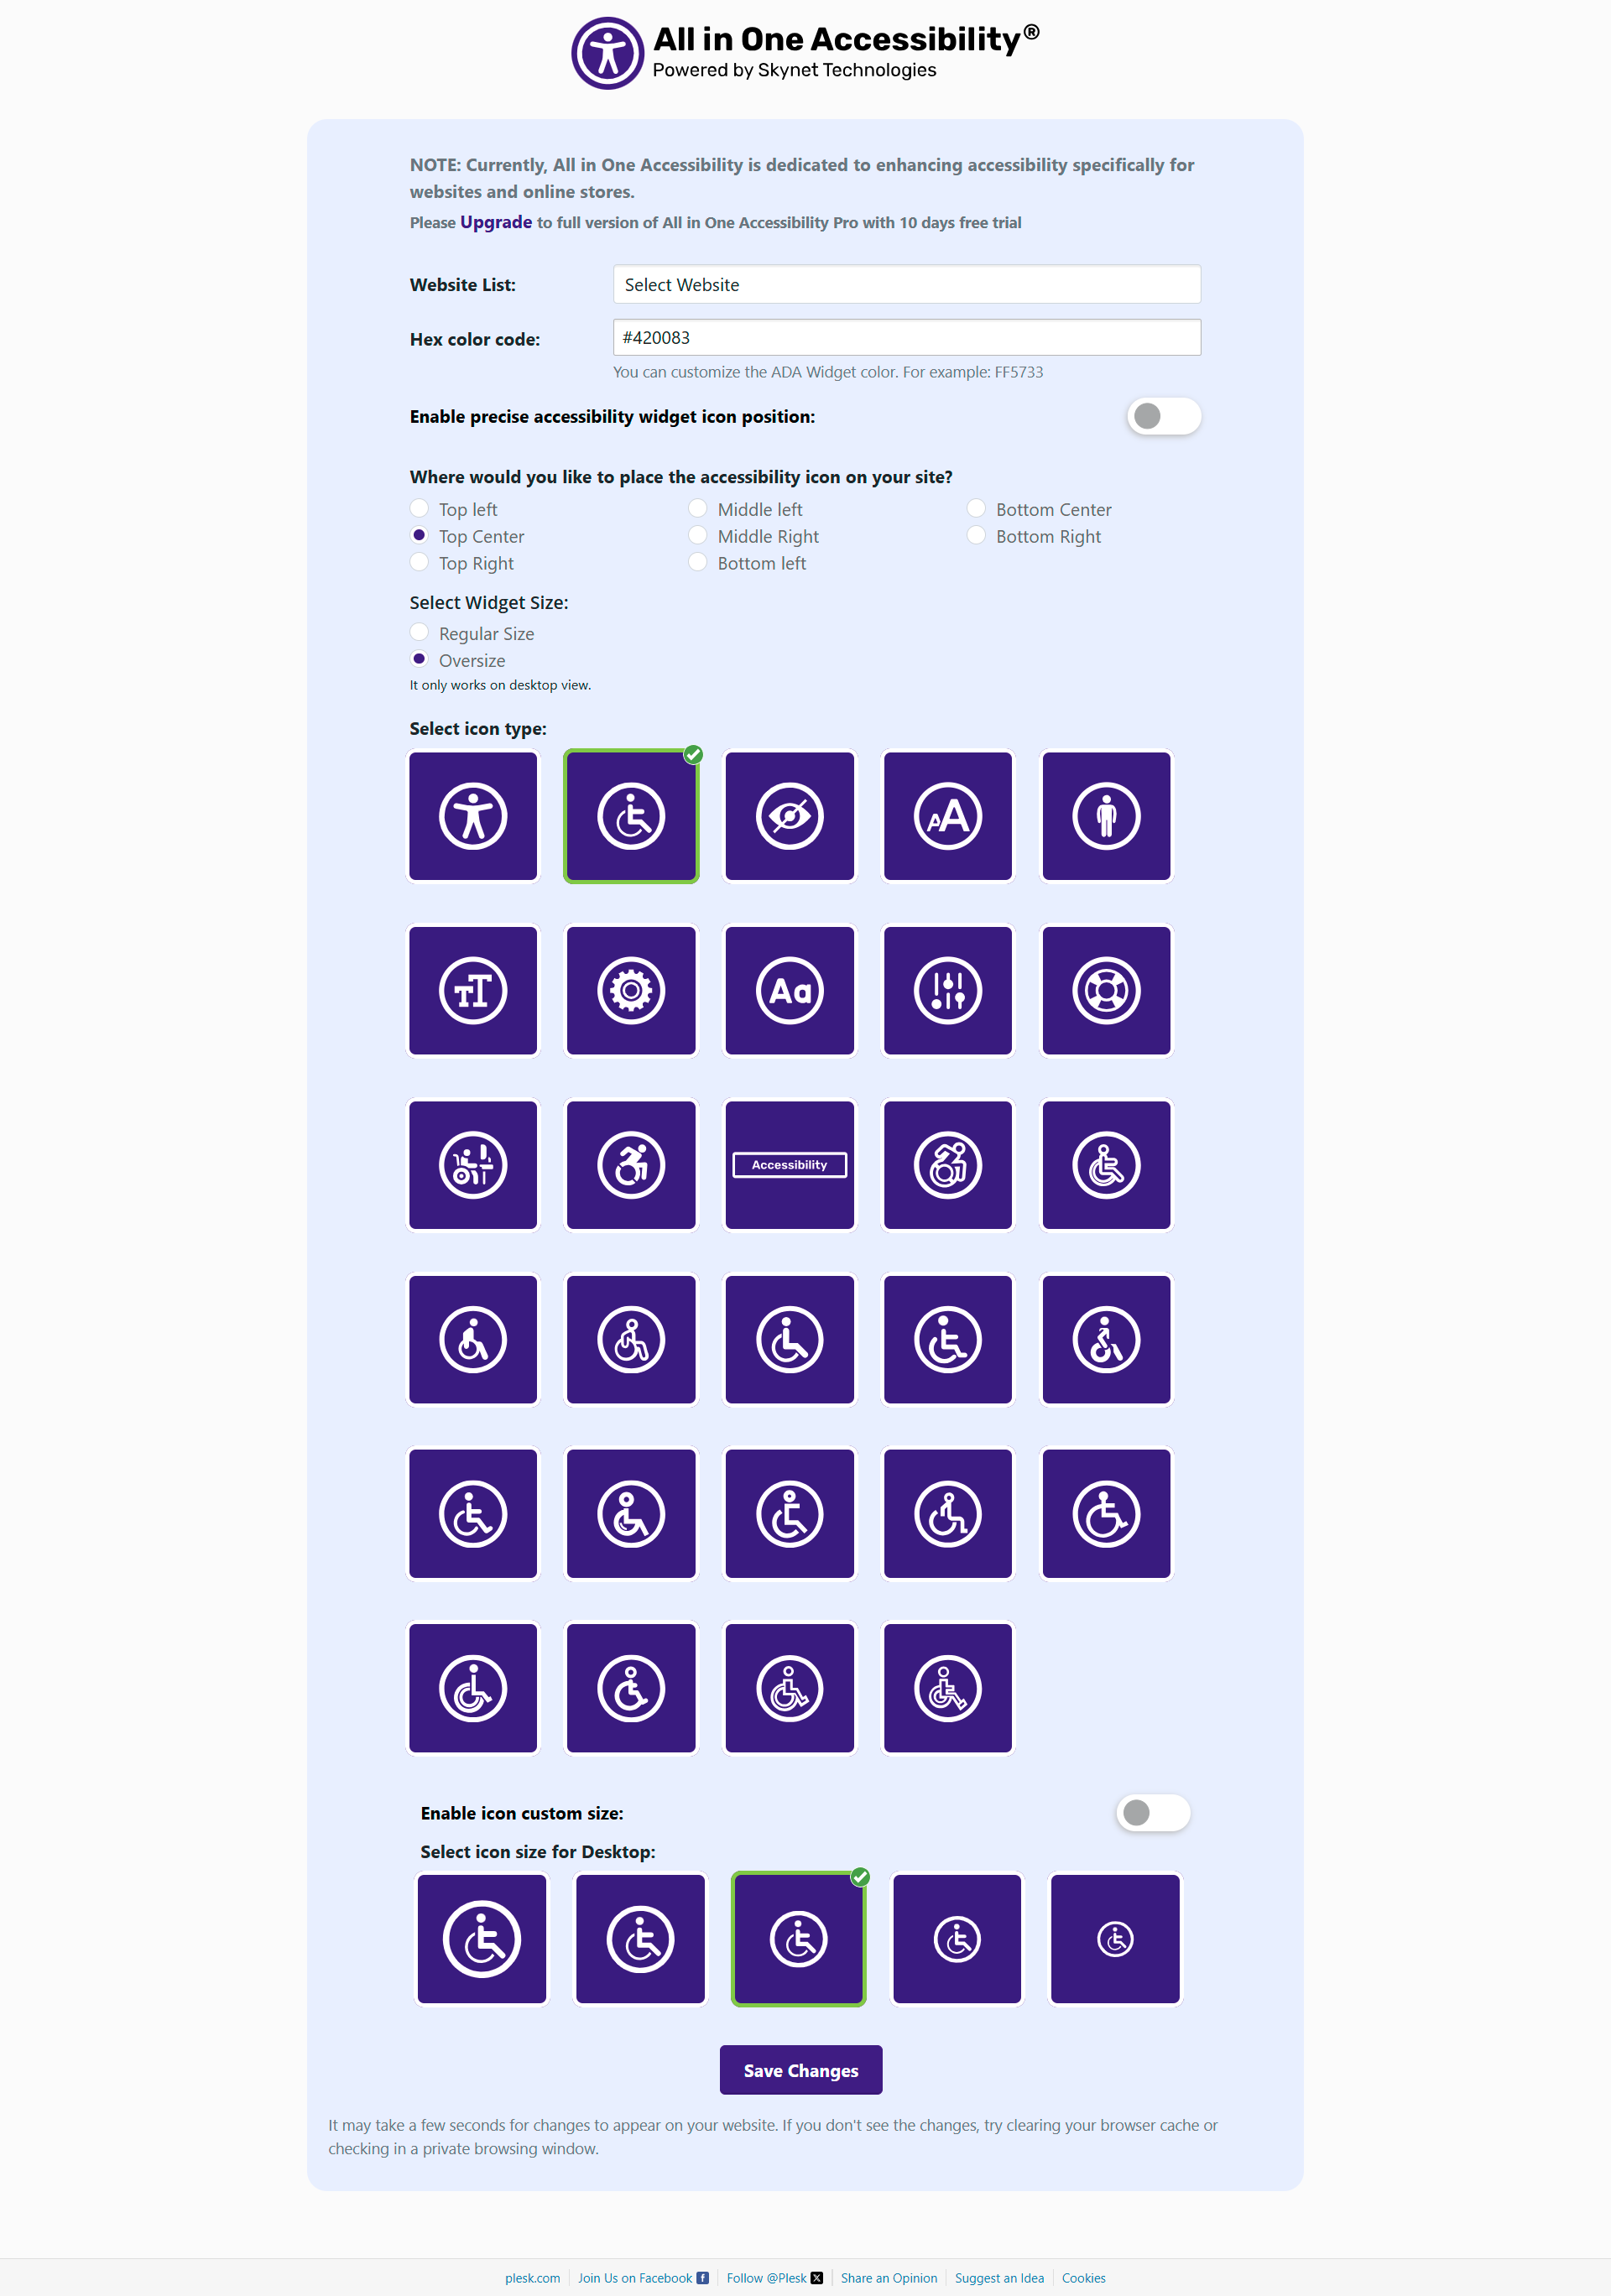 All in One Accessibility®
Powered by Skynet Technologies
NOTE: Currently, All in One Accessibility is dedicated to enhancing accessibility specifically for
websites and online stores.
Please Upgrade to full version of All in One Accessibility Pro with 10 days free trial
Website List:
Select Website
Hex color code:
#420083
You can customize the ADA Widget color. For example: FF5733
Enable precise accessibility widget icon position:
Where would you like to place the accessibility icon on your site?
Top left
Middle left
Bottom Center
Top Center
Middle Right
Bottom Right
Top Right
Bottom left
Select Widget Size:
Regular Size
Oversize
It only works on desktop view.
Select icon type:
AA
TT
Aa
Accessibility
Enable icon custom size:
Select icon size for Desktop:
Save Changes
It may take a few seconds for changes to appear on your website. If you don't see the changes, try clearing your browser cache or
checking in a private browsing window.
plesk.com
Join Us on Facebook
Follow @Plesk
Share an Opinion
Suggest an Idea
Cookies